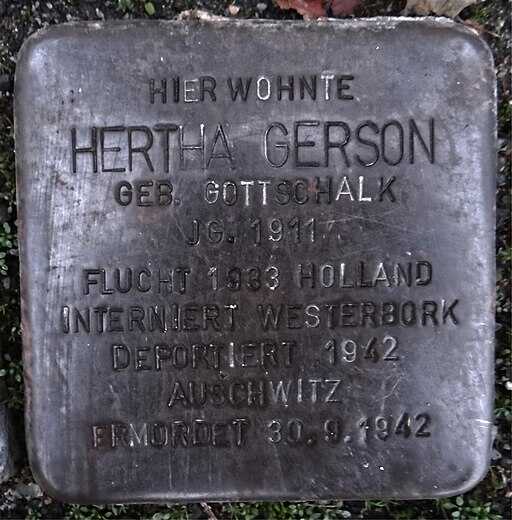 HIER WOHNTE
HERTHA GERSON
GEB. GOTTSCHALK
JG. 1911
FLUCHT 1933 HOLLAND
INTERNIERT WESTERBORK
DEPORTIERT 1942
AUSCHWITZ
ERMORDET 30.9.1942